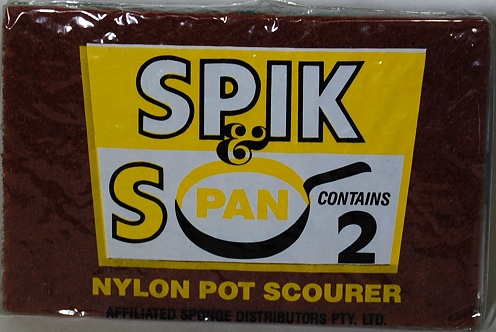 SPIK
&
S PAN CONTAINS
2
NYLON POT SCOURER
AFFILIATED SPONGE DISTRIBUTORS PTY. LTD.